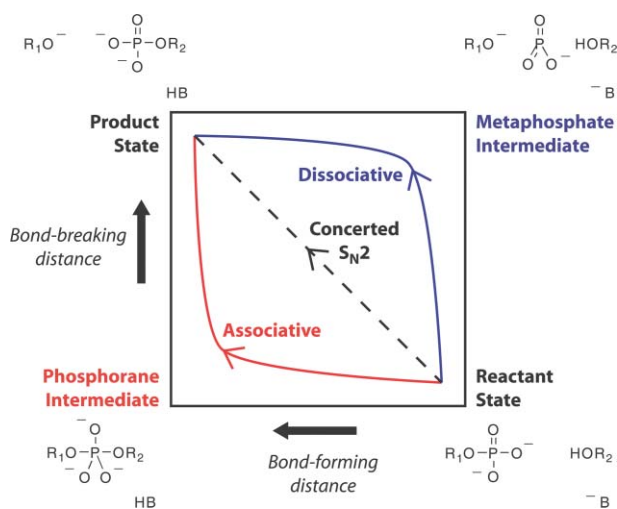 R₁O⁻ ⁻O-P-OR₂
O
⁻O
HB
R₁O⁻ O
P
O O⁻
HOR₂
⁻B
Product
State
Metaphosphate
Intermediate
Dissociative
Bond-breaking
distance
Concerted
Sₙ2
Associative
Phosphorane
Intermediate
Reactant
State
⁻O
R₁O-P-OR₂
⁻O O⁻
HB
Bond-forming
distance
O
R₁O-P-O⁻
O⁻
HOR₂
⁻B